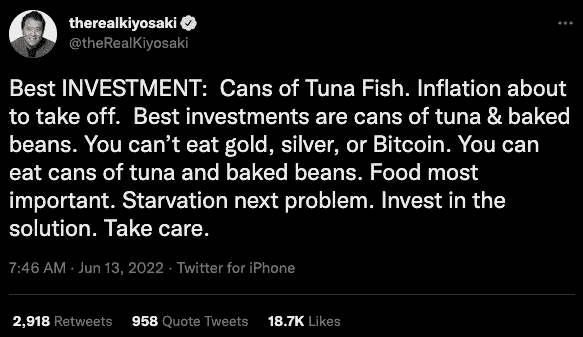 therealkiyosaki
@theRealKiyosaki
Best INVESTMENT:  Cans of Tuna Fish. Inflation about
to take off.  Best investments are cans of tuna & baked
beans. You can’t eat gold, silver, or Bitcoin. You can
eat cans of tuna and baked beans. Food most
important. Starvation next problem. Invest in the
solution. Take care.
7:46 AM · Jun 13, 2022 · Twitter for iPhone
2,918 Retweets 958 Quote Tweets 18.7K Likes